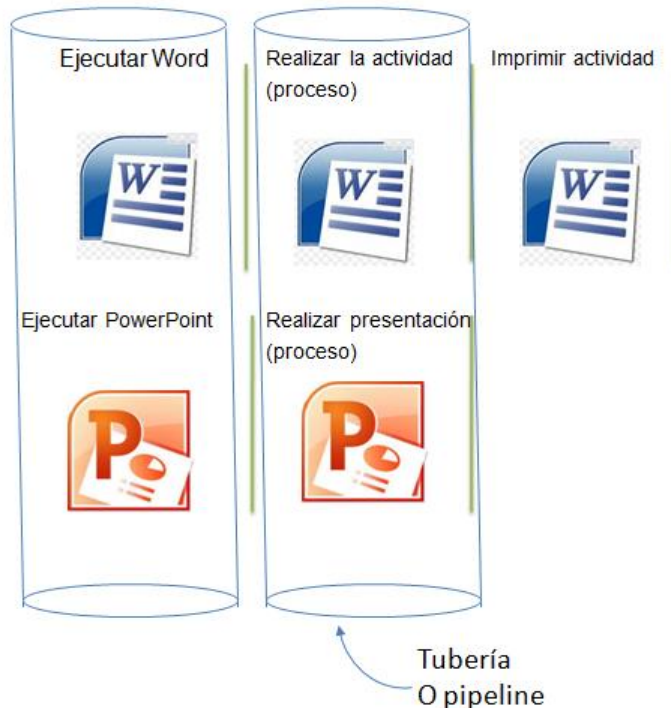 Ejecutar Word
Realizar la actividad
(proceso)
Imprimir actividad
W
W
W
Ejecutar PowerPoint
Realizar presentación
(proceso)
P
P
Tubería
O pipeline